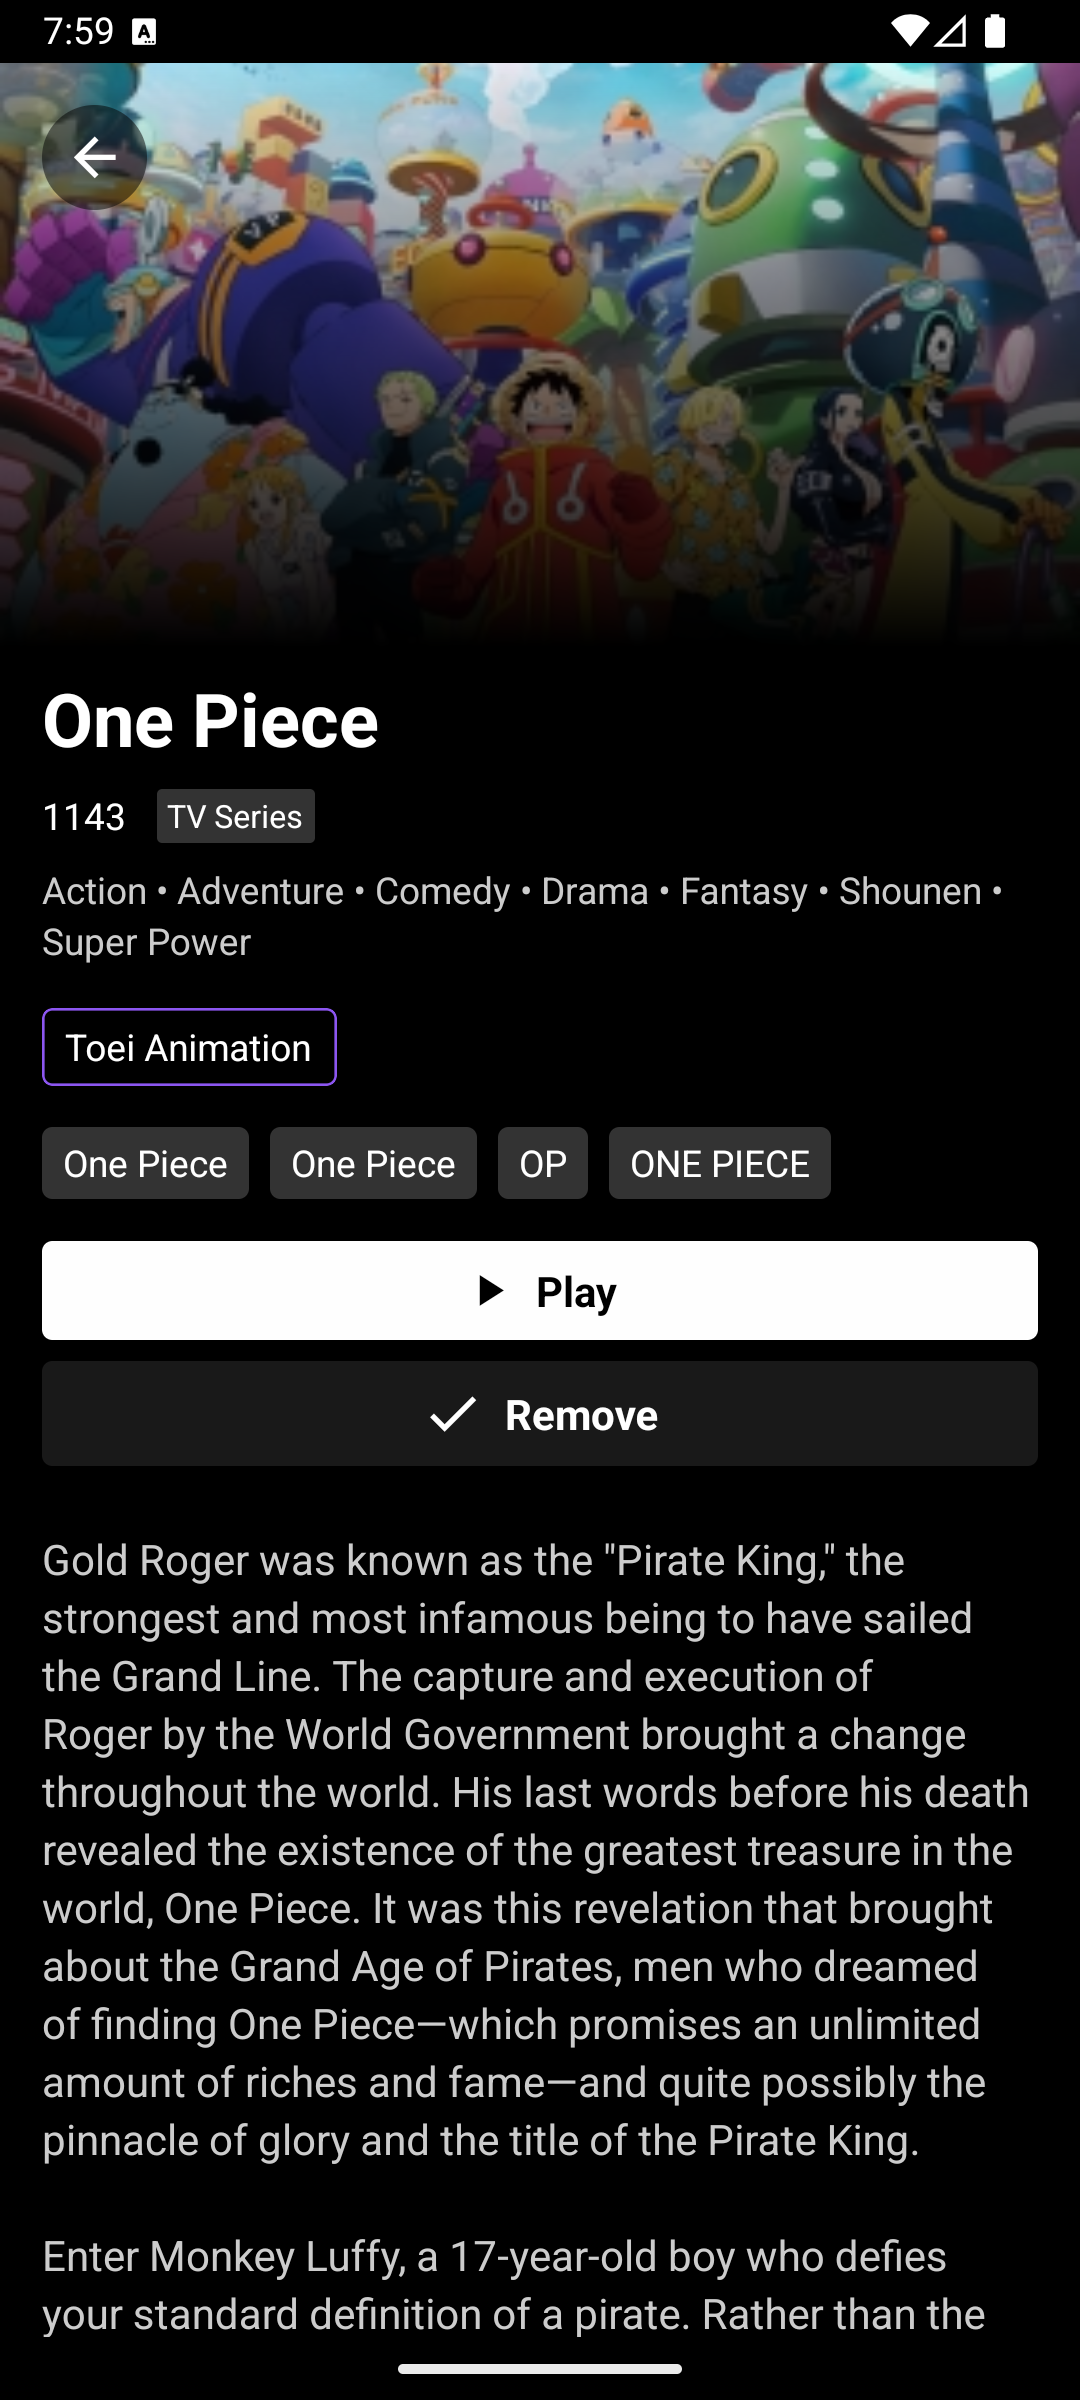 7:59
One Piece
1143 TV Series
Action • Adventure • Comedy • Drama • Fantasy • Shounen •
Super Power
Toei Animation
One Piece One Piece OP ONE PIECE
Play
Remove
Gold Roger was known as the "Pirate King," the
strongest and most infamous being to have sailed
the Grand Line. The capture and execution of
Roger by the World Government brought a change
throughout the world. His last words before his death
revealed the existence of the greatest treasure in the
world, One Piece. It was this revelation that brought
about the Grand Age of Pirates, men who dreamed
of finding One Piece—which promises an unlimited
amount of riches and fame—and quite possibly the
pinnacle of glory and the title of the Pirate King.
Enter Monkey Luffy, a 17-year-old boy who defies
your standard definition of a pirate. Rather than the